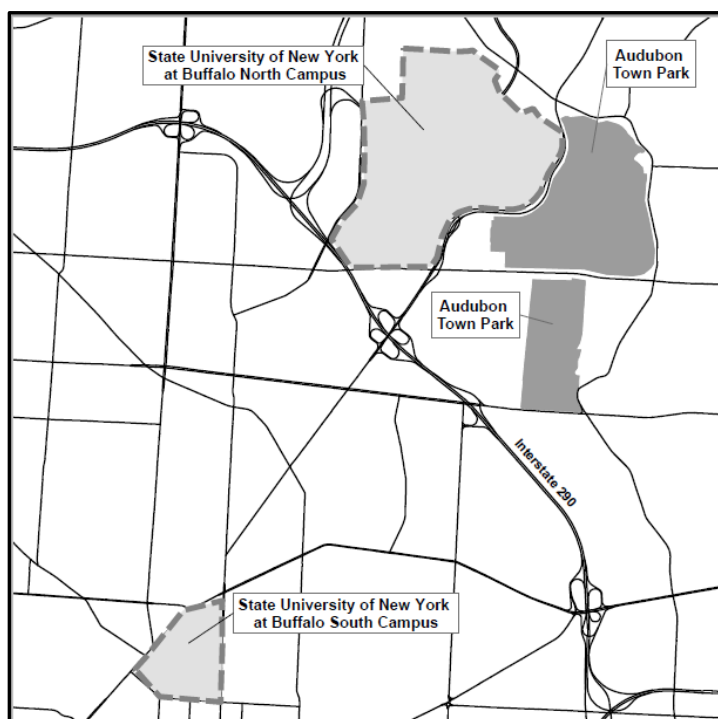 State University of New York
at Buffalo North Campus
Audubon
Town Park
Audubon
Town Park
Interstate 290
State University of New York
at Buffalo South Campus